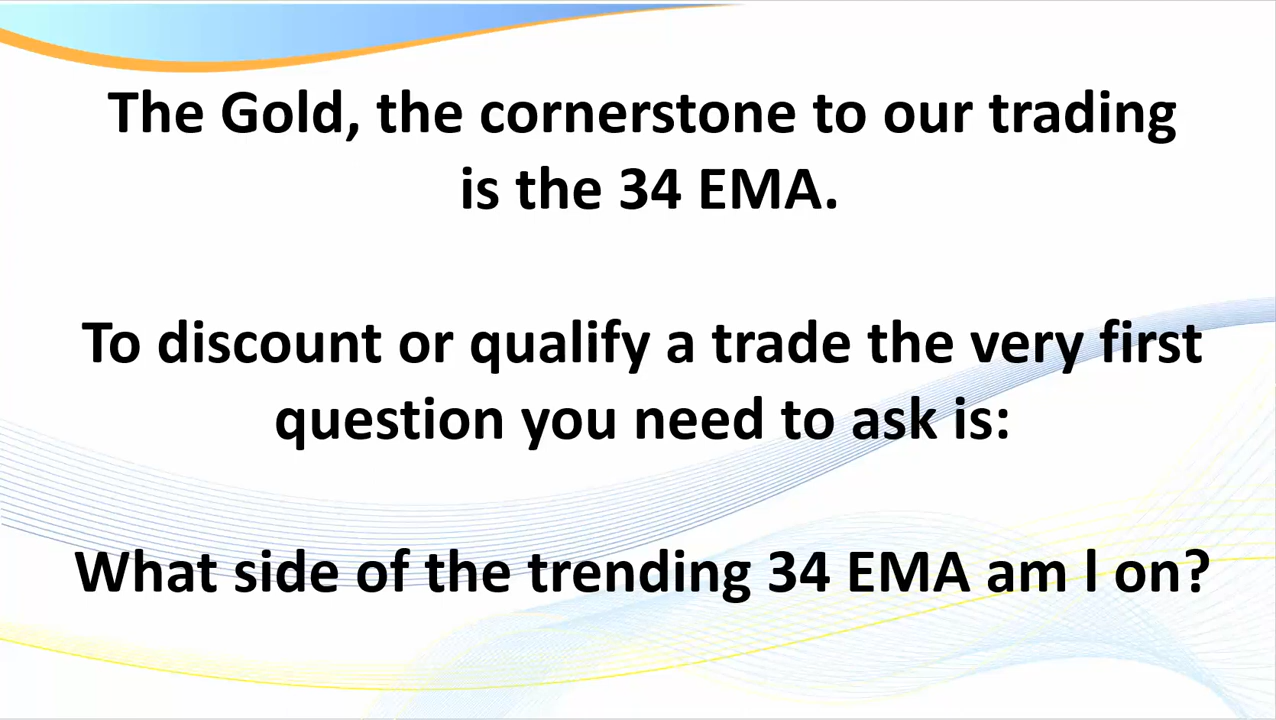 The Gold, the cornerstone to our trading
is the 34 EMA.
To discount or qualify a trade the very first
question you need to ask is:
What side of the trending 34 EMA am I on?